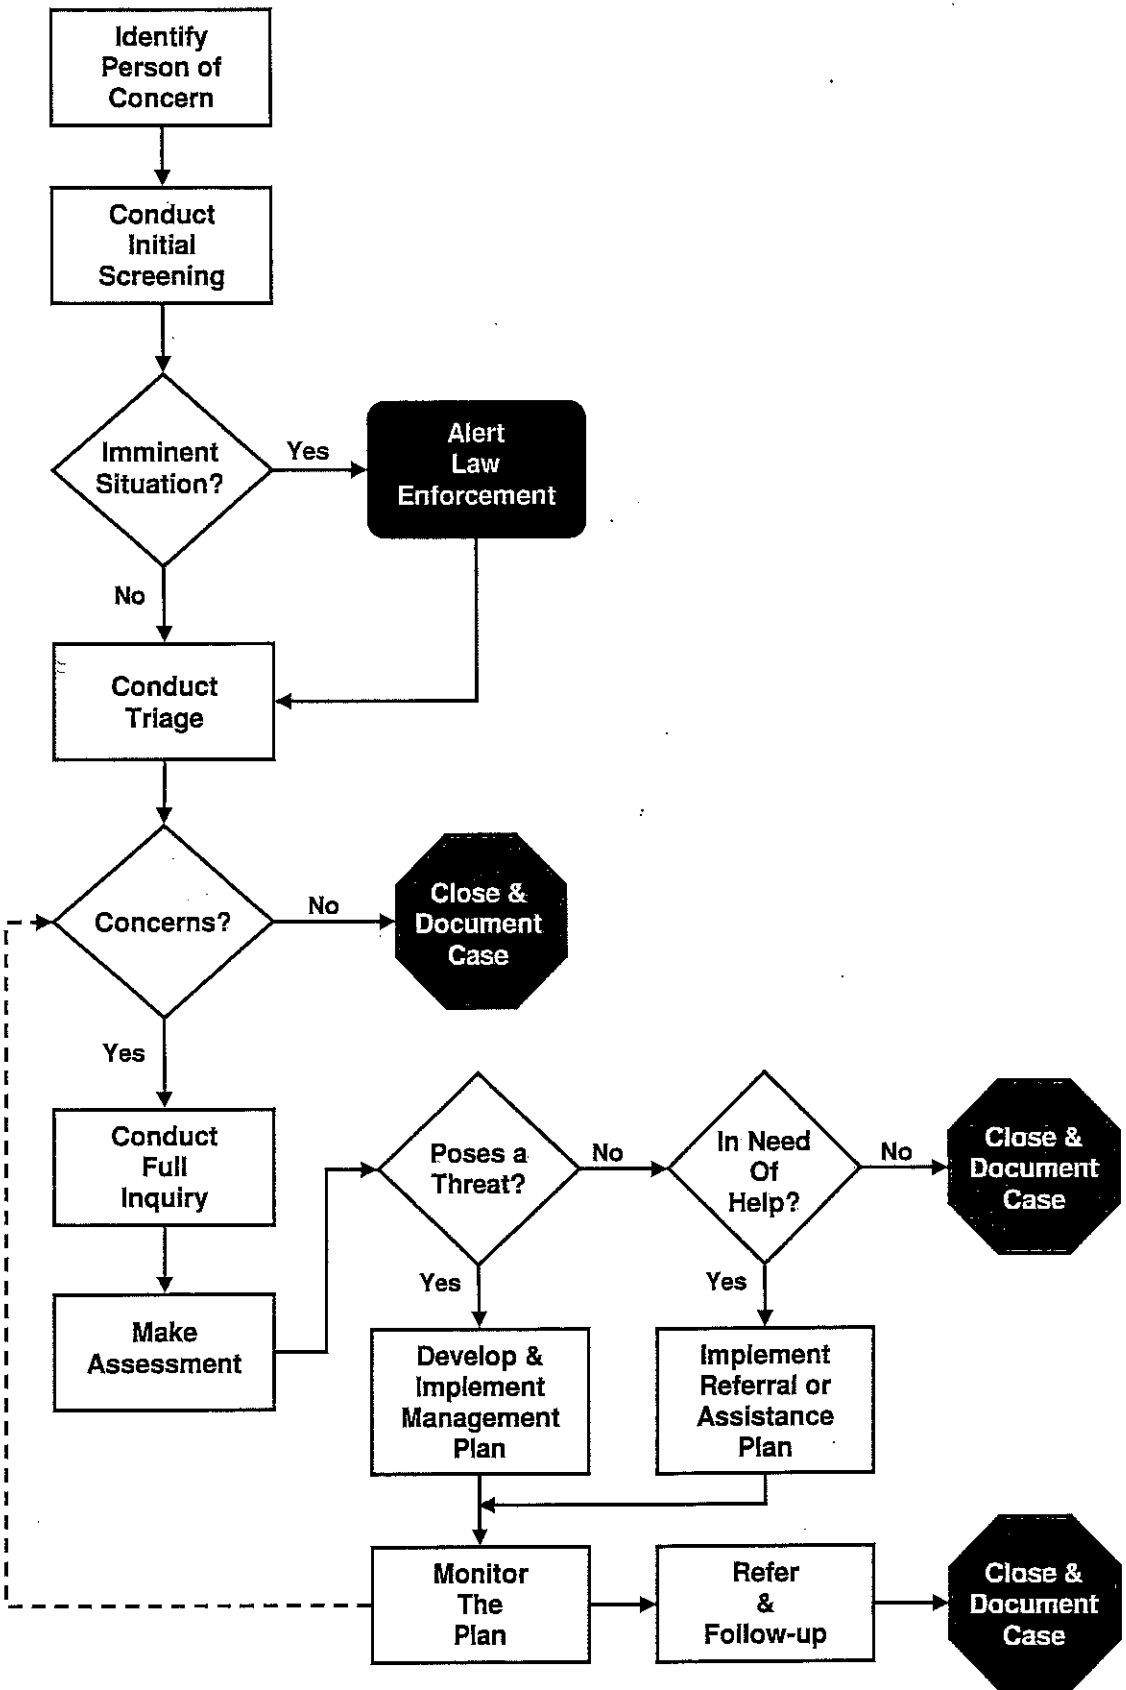 Identify
Person of
Concern
Conduct
Initial
Screening
Imminent
Situation?
Yes
Alert
Law
Enforcement
No
Conduct
Triage
Concerns?
No
Close &
Document
Case
Yes
Conduct
Full
Inquiry
Make
Assessment
Poses a
Threat?
No
In Need
Of
Help?
No
Close &
Document
Case
Yes
Develop &
Implement
Management
Plan
Yes
Implement
Referral or
Assistance
Plan
Monitor
The
Plan
Refer
&
Follow-up
Close &
Document
Case